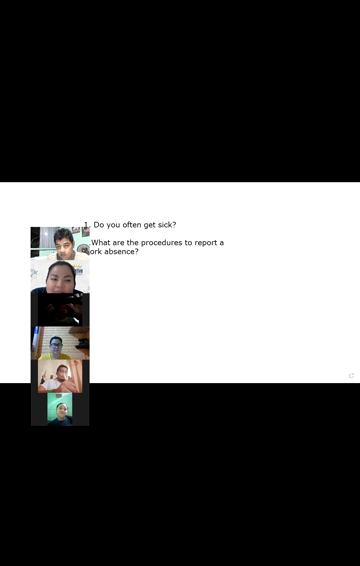 1. Do you often get sick?
What are the procedures to report a
ork absence?